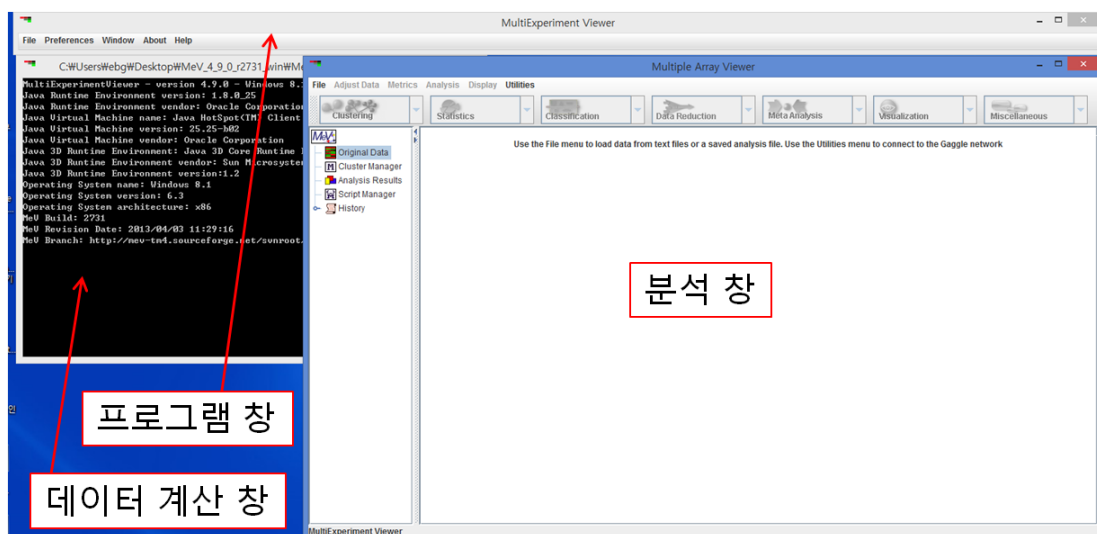 MultiExperiment Viewer
File Preferences Window About Help
C:₩Users₩ebg₩Desktop₩MeV_4_9_0_r2731_win₩Me
MultiExperimentViewer - version 4.9.0 - Windows 8.
Java Runtime Environment version: 1.8.0_25
Java Runtime Environment vendor: Oracle Corporation
Java Virtual Machine name: Java HotSpot(TM) Client
Java Virtual Machine version: 25.25-b02
Java Virtual Machine vendor: Oracle Corporation
Java 3D Runtime Environment: Java 3D Core Runtime
Java 3D Runtime Environment vendor: Sun Microsyste
Java 3D Runtime Environment version:1.2
Operating System name: Windows 8.1
Operating System version: 6.3
Operating System architecture: x86
MeV Build: 2731
MeV Revision Date: 2013/04/03 11:29:16
MeV Branch: http://mev-tm4.sourceforge.net/svnroot.
Multiple Array Viewer
File Adjust Data Metrics Analysis Display Utilities
Clustering Statistics Classification Data Reduction Meta Analysis Visualization Miscellaneous
MeV
Original Data
Cluster Manager
Analysis Results
Script Manager
History
Use the File menu to load data from text files or a saved analysis file. Use the Utilities menu to connect to the Gaggle network
분석 창
프로그램 창
데이터 계산 창
MultiExperiment Viewer